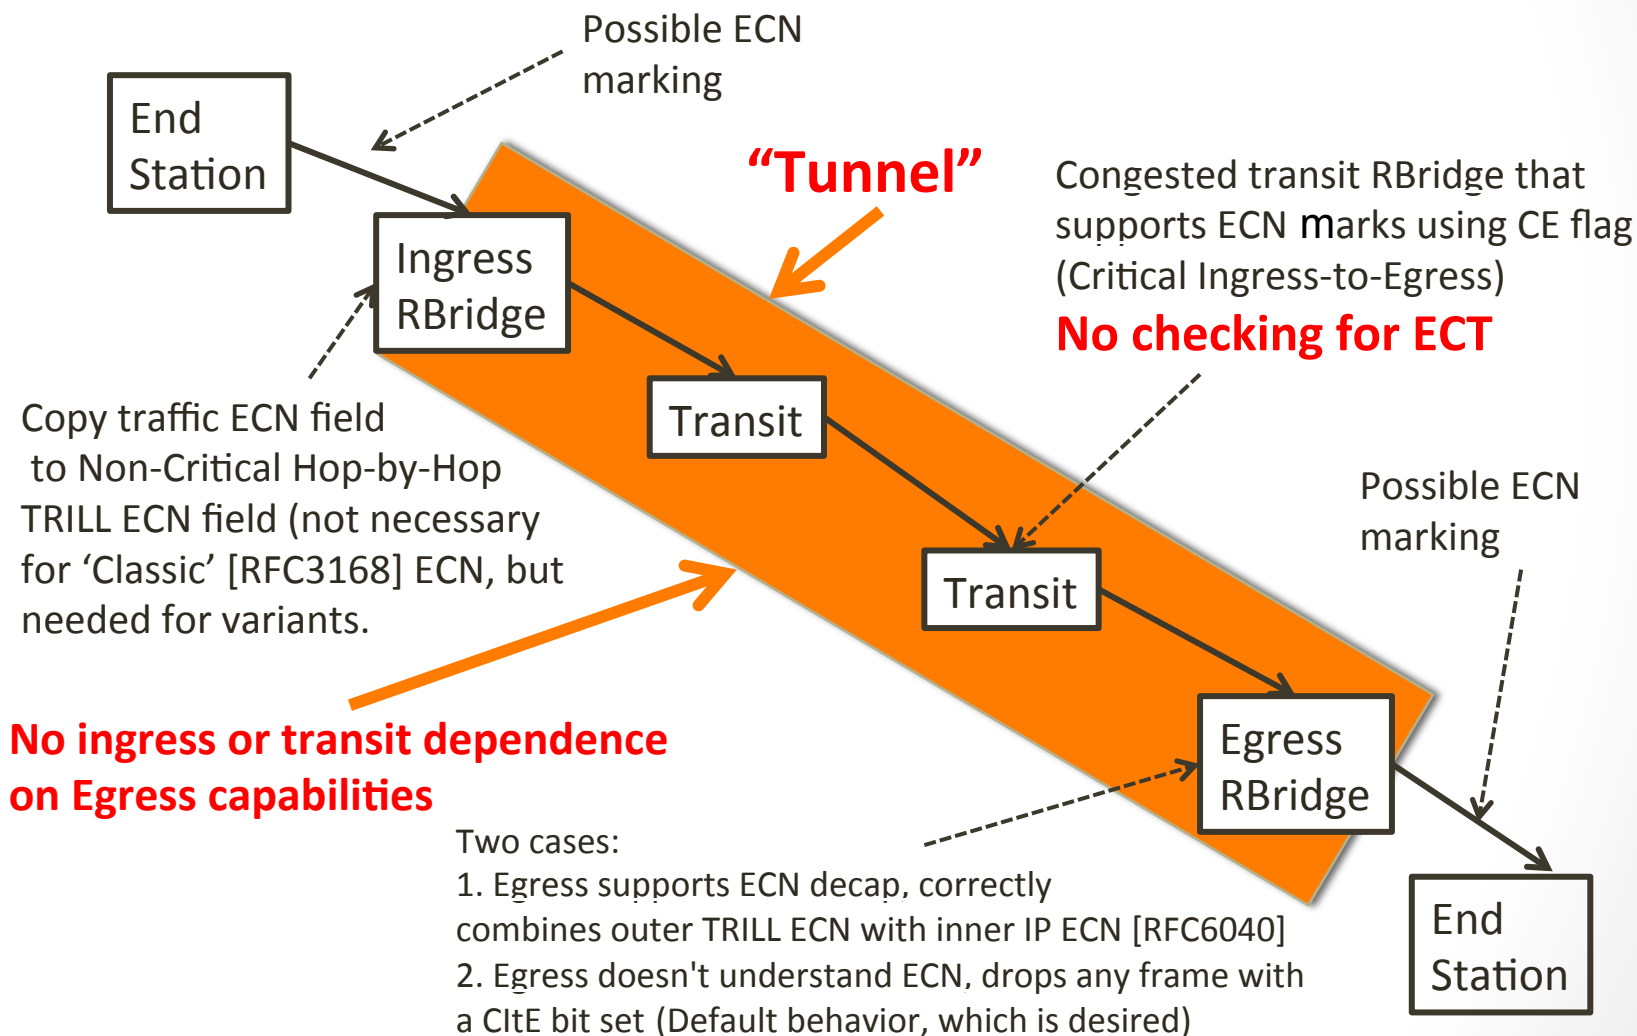 Possible ECN
marking
End
Station
"Tunnel"
Congested transit RBridge that
supports ECN marks using CE flag
(Critical Ingress-to-Egress)
No checking for ECT
Ingress
RBridge
Copy traffic ECN field
to Non-Critical Hop-by-Hop
TRILL ECN field (not necessary
for ‘Classic’ [RFC3168] ECN, but
needed for variants.
Transit
Transit
Possible ECN
marking
No ingress or transit dependence
on Egress capabilities
Egress
RBridge
Two cases:
1. Egress supports ECN decap, correctly
combines outer TRILL ECN with inner IP ECN [RFC6040]
2. Egress doesn't understand ECN, drops any frame with
a CItE bit set (Default behavior, which is desired)
End
Station